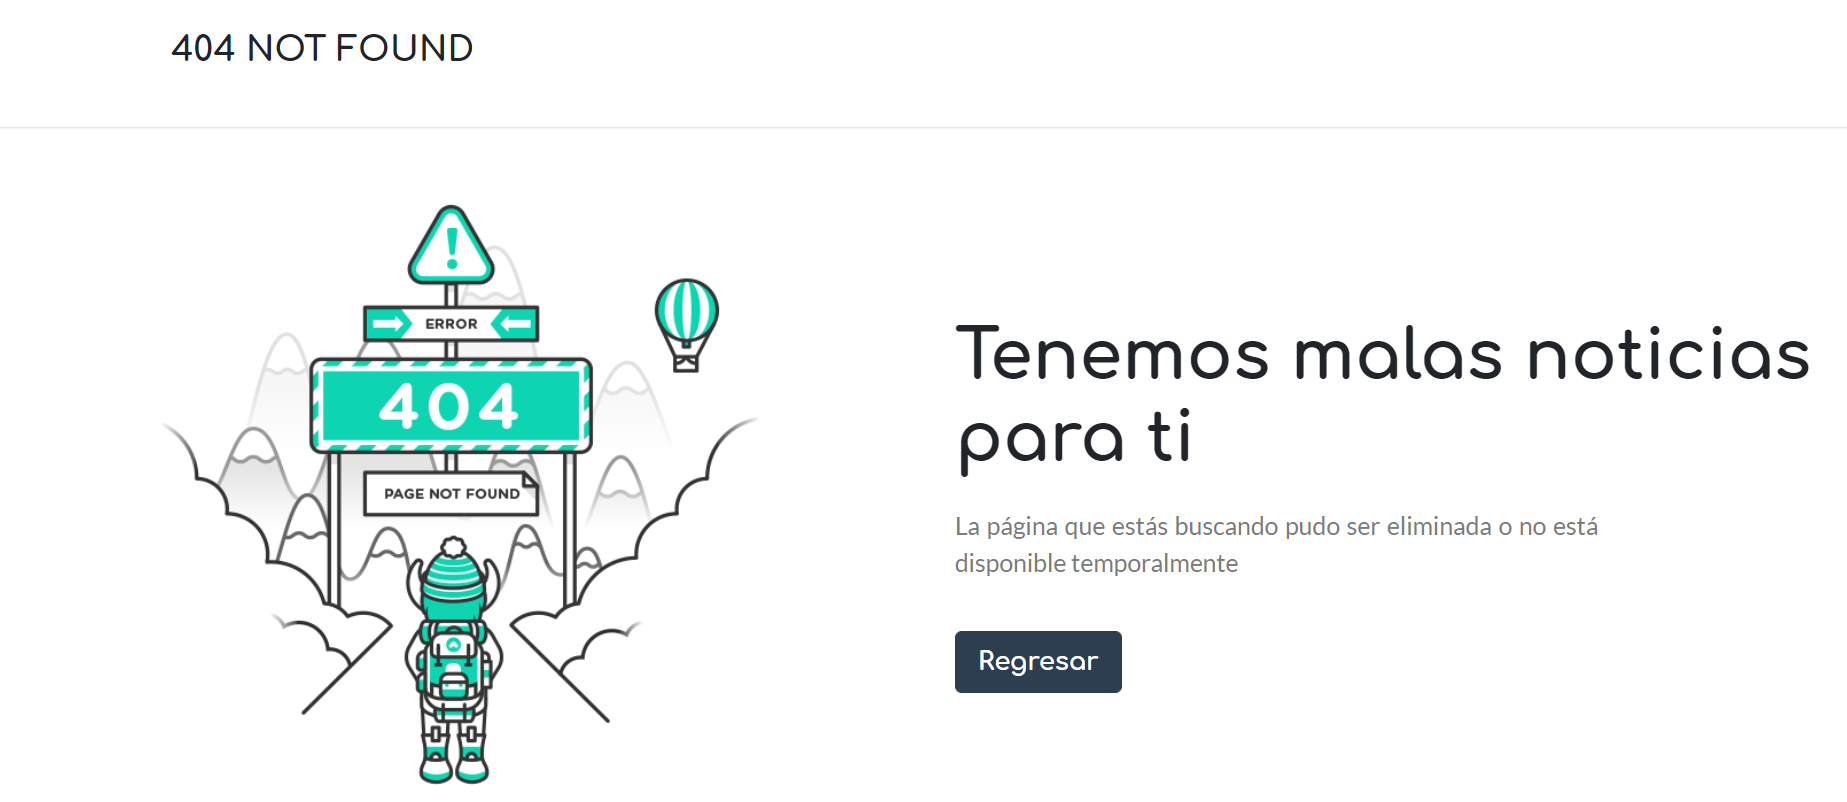 404 NOT FOUND
!
ERROR
404
PAGE NOT FOUND
Tenemos malas noticias
para ti
La página que estás buscando pudo ser eliminada o no está
disponible temporalmente
Regresar